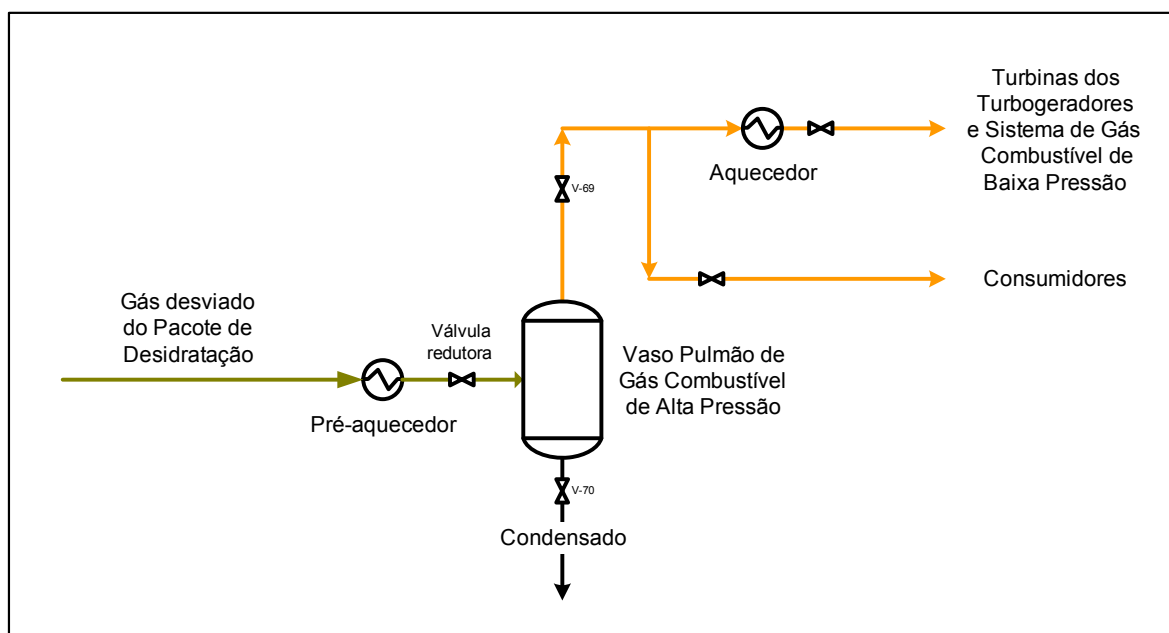 Turbinas dos
Turbogeradores
e Sistema de Gás
Combustível de
Baixa Pressão
Aquecedor
V-69
Consumidores
Gás desviado
do Pacote de
Desidratação
Válvula
redutora
Vaso Pulmão de
Gás Combustível
de Alta Pressão
Pré-aquecedor
V-70
Condensado